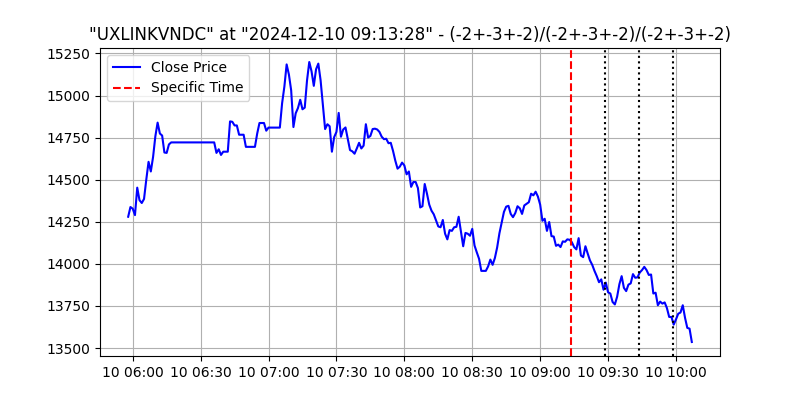 "UXLINKVNDC" at "2024-12-10 09:13:28" - (-2+-3+-2)/(-2+-3+-2)/(-2+-3+-2)
15250
15000
14750
14500
14250
14000
13750
13500
Close Price
Specific Time
10 06:00 10 06:30 10 07:00 10 07:30 10 08:00 10 08:30 10 09:00 10 09:30 10 10:00